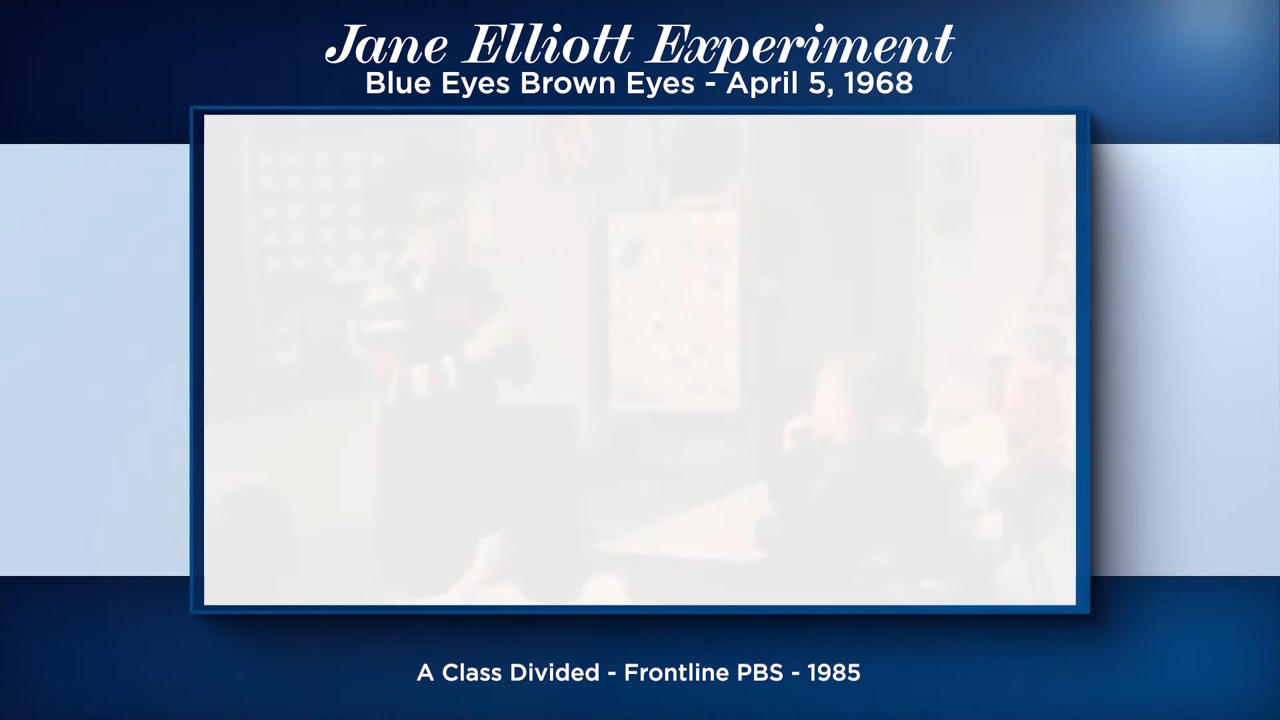 Jane Elliott Experiment
Blue Eyes Brown Eyes - April 5, 1968
A Class Divided - Frontline PBS - 1985